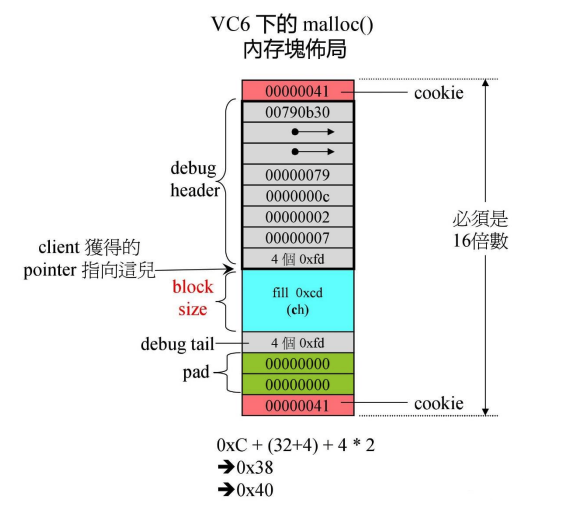 VC6 下的 malloc()
內存塊佈局
00000041
cookie
00790b30
debug
header
00000079
0000000c
00000002
00000007
4 個 0xfd
client 獲得的
pointer 指向這兒
block
size
fill 0xcd
(ch)
debug tail
4 個 0xfd
pad
00000000
00000000
00000041
cookie
必須是
16倍數
0xC + (32+4) + 4 * 2
➔0x38
➔0x40